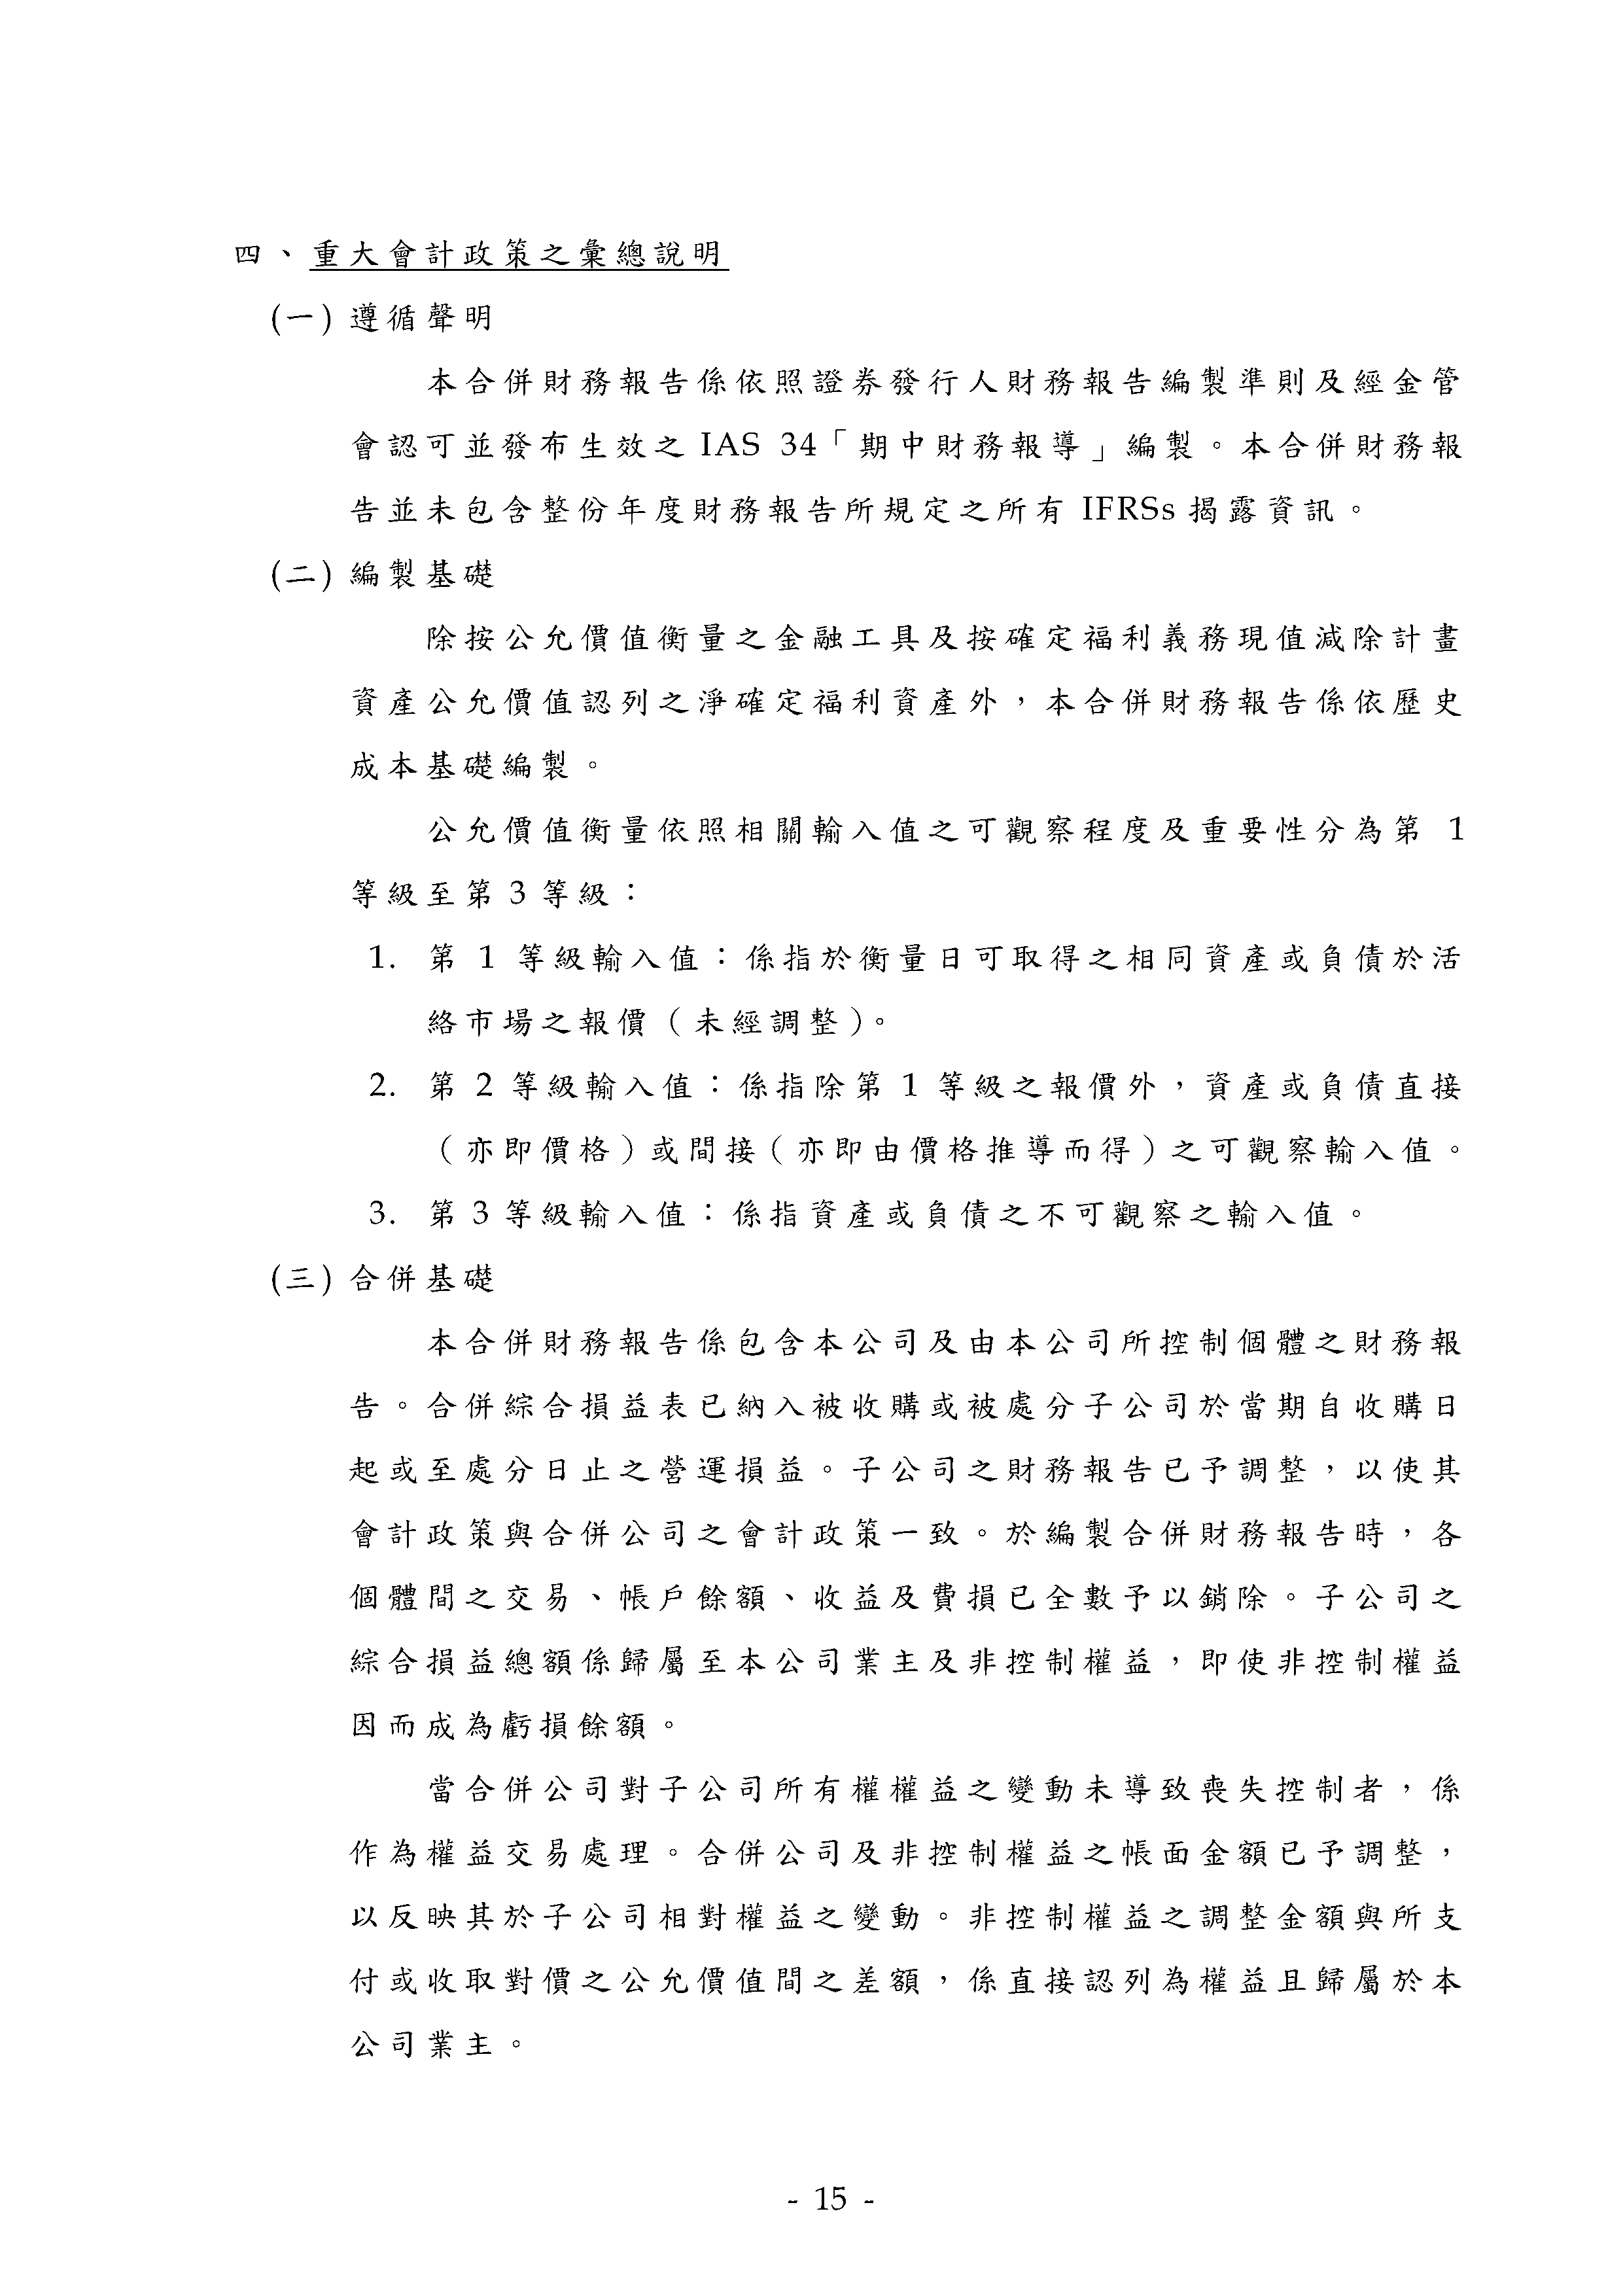 四、重大會計政策之彙總說明
(一) 遵循聲明
本合併財務報告係依照證券發行人財務報告編製準則及經金管
會認可並發布生效之 IAS 34「期中財務報導」編製。本合併財務報
告並未包含整份年度財務報告所規定之所有 IFRSs 揭露資訊。
(二) 編製基礎
除按公允價值衡量之金融工具及按確定福利義務現值減除計畫
資產公允價值認列之淨確定福利資產外，本合併財務報告係依歷史
成本基礎編製。
公允價值衡量依照相關輸入值之可觀察程度及重要性分為第 1
等級至第 3 等級：
1. 第 1 等級輸入值：係指於衡量日可取得之相同資產或負債於活
絡市場之報價（未經調整）。
2. 第 2 等級輸入值：係指除第 1 等級之報價外，資產或負債直接
（亦即價格）或間接（亦即由價格推導而得）之可觀察輸入值。
3. 第 3 等級輸入值：係指資產或負債之不可觀察之輸入值。
(三) 合併基礎
本合併財務報告係包含本公司及由本公司所控制個體之財務報
告。合併綜合損益表已納入被收購或被處分子公司於當期自收購日
起或至處分日止之營運損益。子公司之財務報告已予調整，以使其
會計政策與合併公司之會計政策一致。於編製合併財務報告時，各
個體間之交易、帳戶餘額、收益及費損已全數予以銷除。子公司之
綜合損益總額係歸屬至本公司業主及非控制權益，即使非控制權益
因而成為虧損餘額。
當合併公司對子公司所有權權益之變動未導致喪失控制者，係
作為權益交易處理。合併公司及非控制權益之帳面金額已予調整，
以反映其於子公司相對權益之變動。非控制權益之調整金額與所支
付或收取對價之公允價值間之差額，係直接認列為權益且歸屬於本
公司業主。
- 15 -